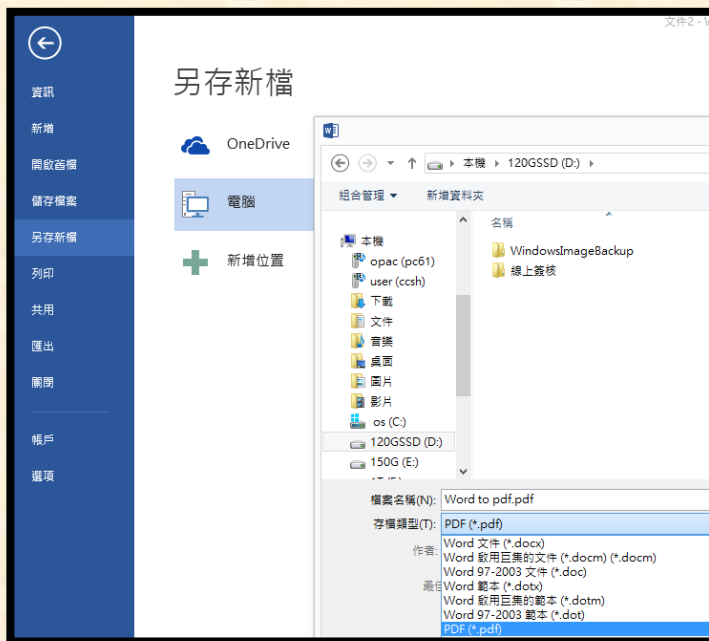 文件2 - W
資訊
新增
開啟舊檔
儲存檔案
另存新檔
列印
共用
匯出
關閉
帳戶
選項
另存新檔
OneDrive
電腦
新增位置
本機 120GSSD (D:)
組合管理 新增資料夾
名稱
WindowsImageBackup
線上簽核
本機
opac (pc61)
user (ccsh)
下載
文件
音樂
桌面
圖片
影片
os (C:)
120GSSD (D:)
150G (E:)
檔案名稱(N): Word to pdf.pdf
存檔類型(T): PDF (*.pdf)
作者:
Word 文件 (*.docx)
Word 啟用巨集的文件 (*.docm) (*.docm)
Word 97-2003 文件 (*.doc)
Word 範本 (*.dotx)
Word 啟用巨集的範本 (*.dotm)
Word 97-2003 範本 (*.dot)
PDF (*.pdf)